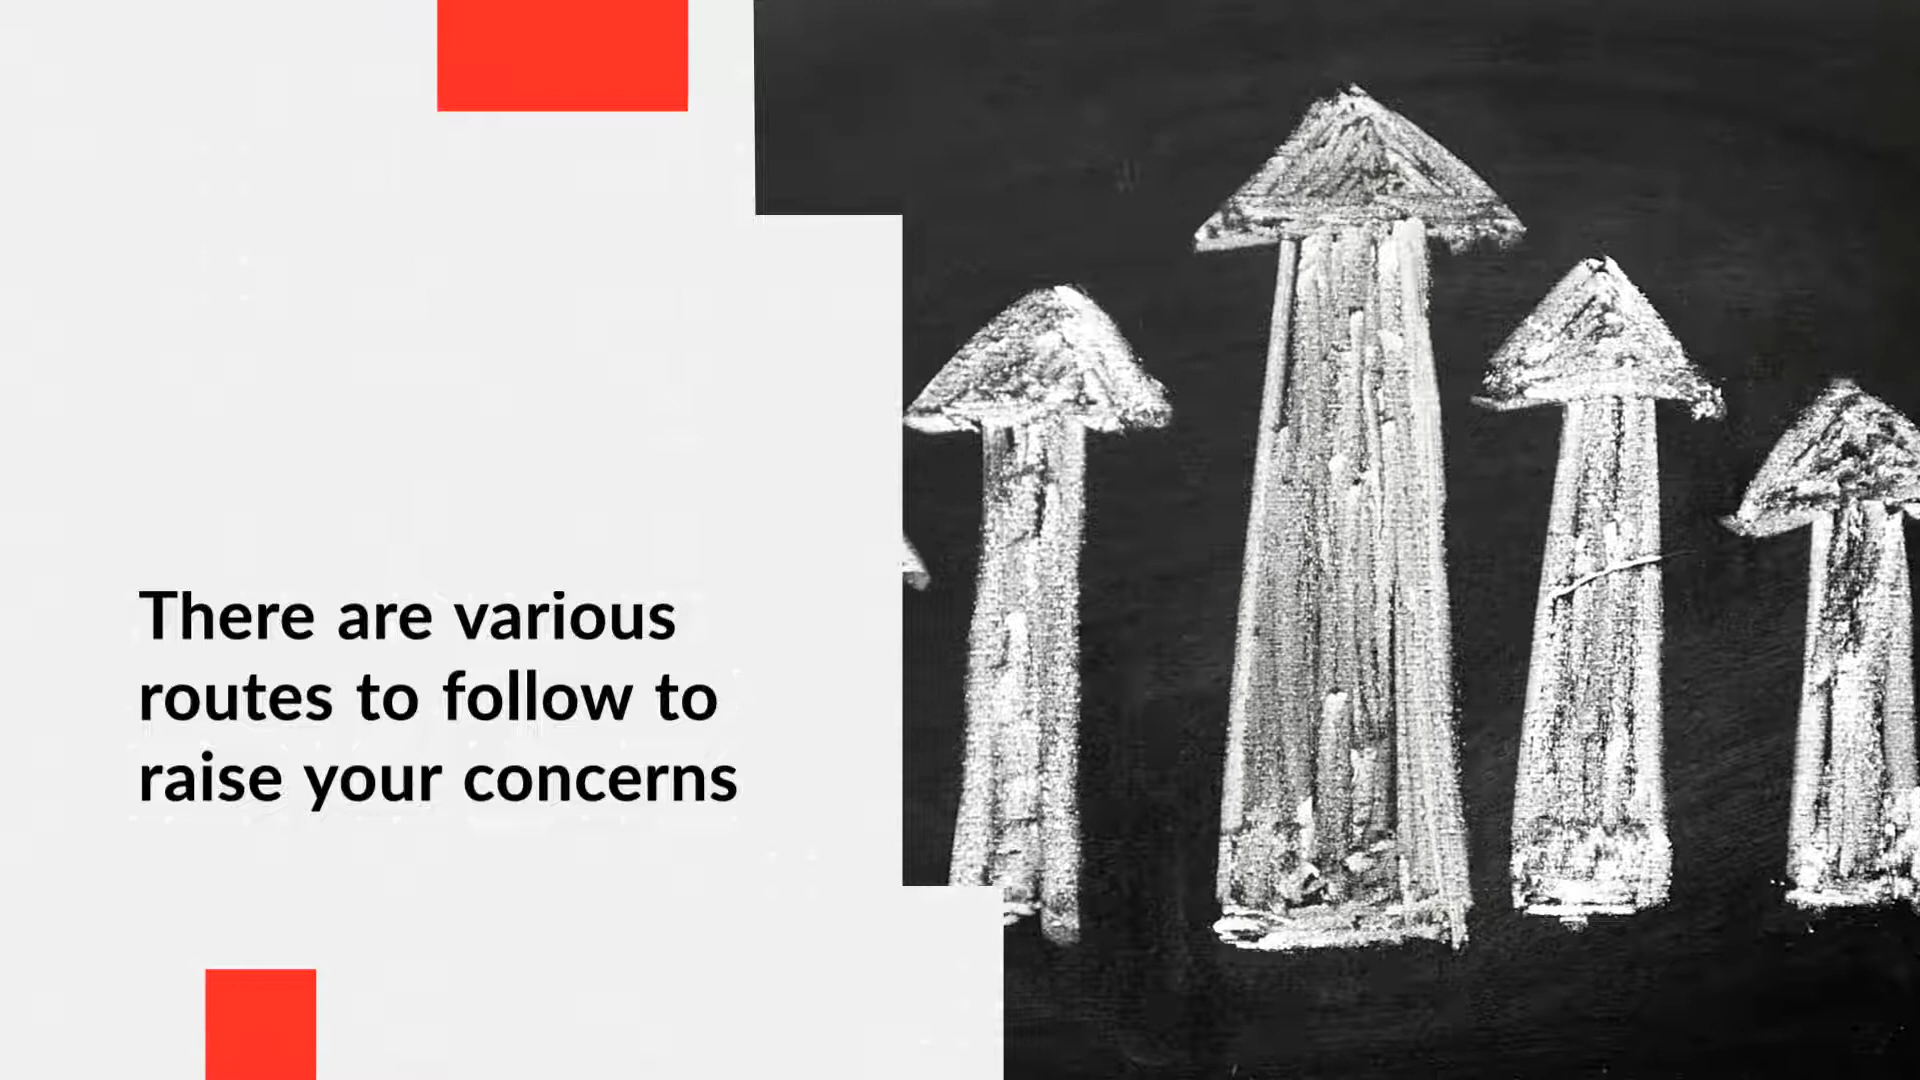 There are various
routes to follow to
raise your concerns